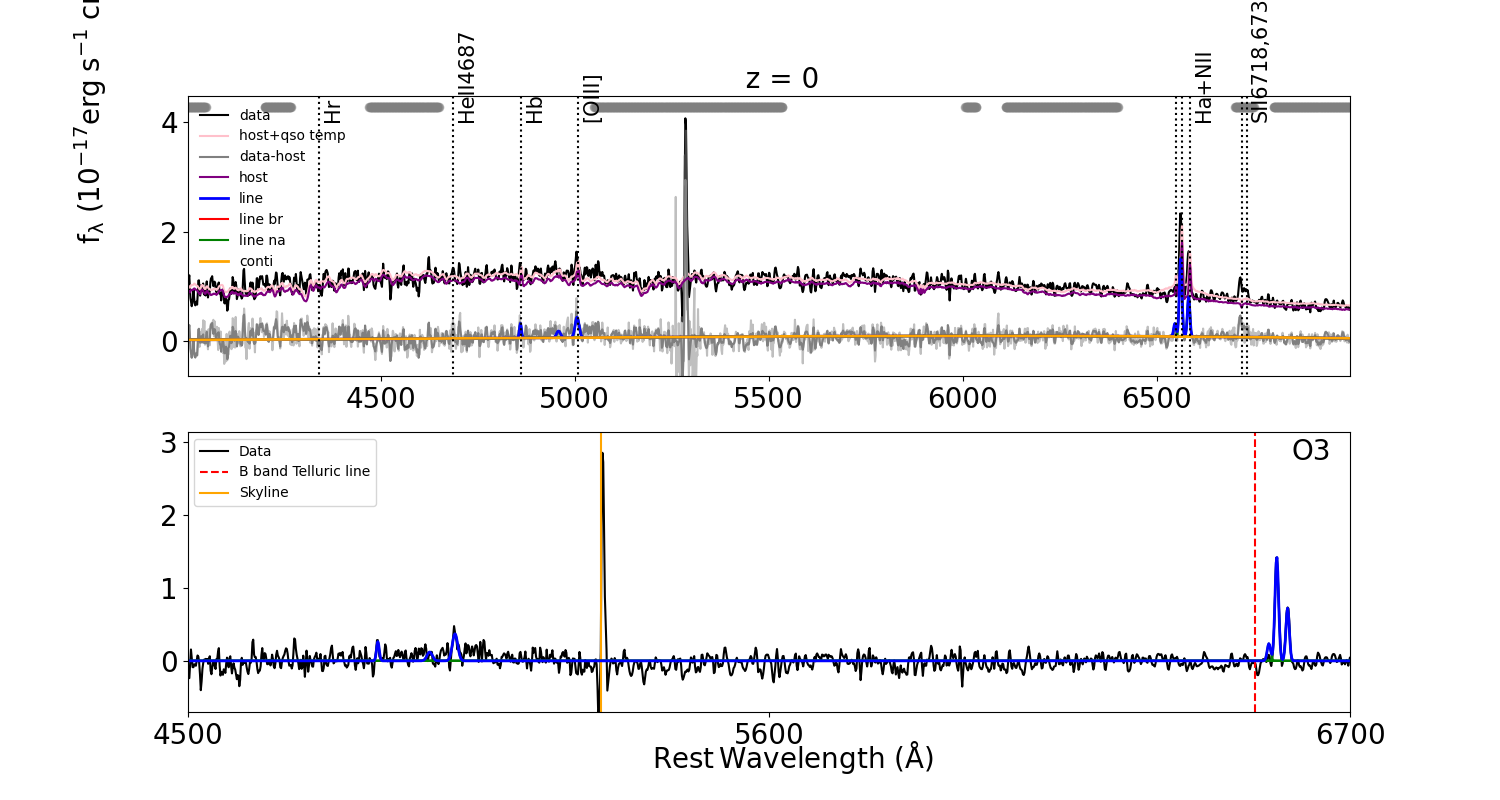 f_λ (10^−17 erg s^−1 c
z = 0
Hr
HeII4687
Hb
[OIII]
Ha+NII
SII6718,673
data
host+qso temp
data-host
host
line
line br
line na
conti
4
2
0
4500 5000 5500 6000 6500
O3
Data
B band Telluric line
Skyline
3
2
1
0
4500 5600 6700
Rest Wavelength (Å)